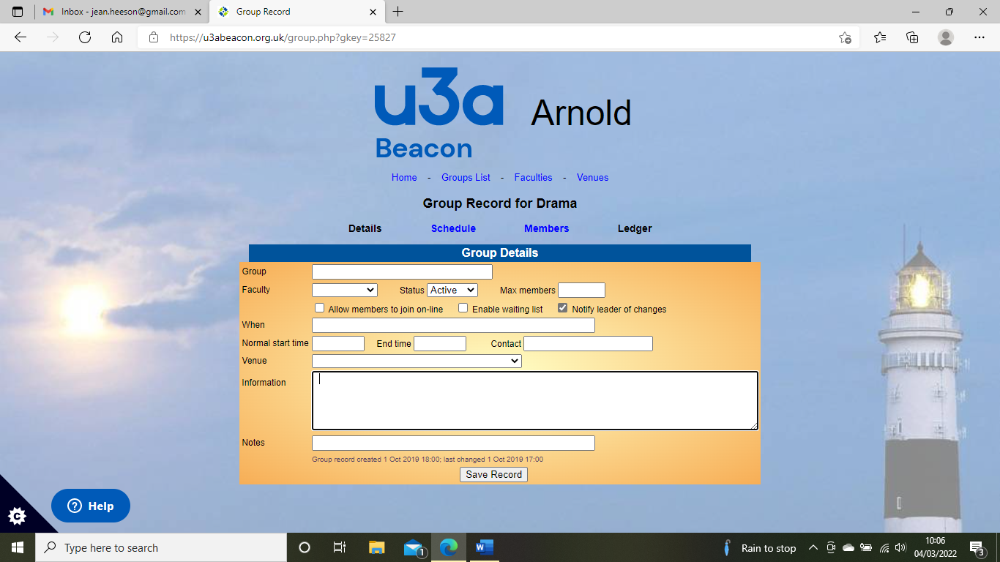 Inbox - jean.heeson@gmail.com
Group Record
https://u3abeacon.org.uk/group.php?gkey=25827
u3a Arnold
Beacon
Home - Groups List - Faculties - Venues
Group Record for Drama
Details Schedule Members Ledger
Group Details
Group
Faculty Status Active Max members
Allow members to join on-line Enable waiting list Notify leader of changes
When
Normal start time End time Contact
Venue
Information
Notes
Group record created 1 Oct 2019 18:00; last changed 1 Oct 2019 17:00
Save Record
? Help
C
Type here to search
1
W
Rain to stop
10:06
04/03/2022
3